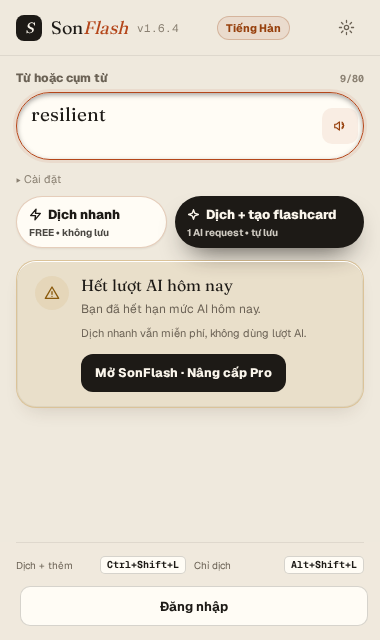 S SonFlash v1.6.4 Tiếng Hàn
Từ hoặc cụm từ 9/80
resilient
▸ Cài đặt
Dịch nhanh
FREE • không lưu
Dịch + tạo flashcard
1 AI request • tự lưu
Hết lượt AI hôm nay
Bạn đã hết hạn mức AI hôm nay.
Dịch nhanh vẫn miễn phí, không dùng lượt AI.
Mở SonFlash · Nâng cấp Pro
Dịch + thêm Ctrl+Shift+L Chỉ dịch Alt+Shift+L
Đăng nhập